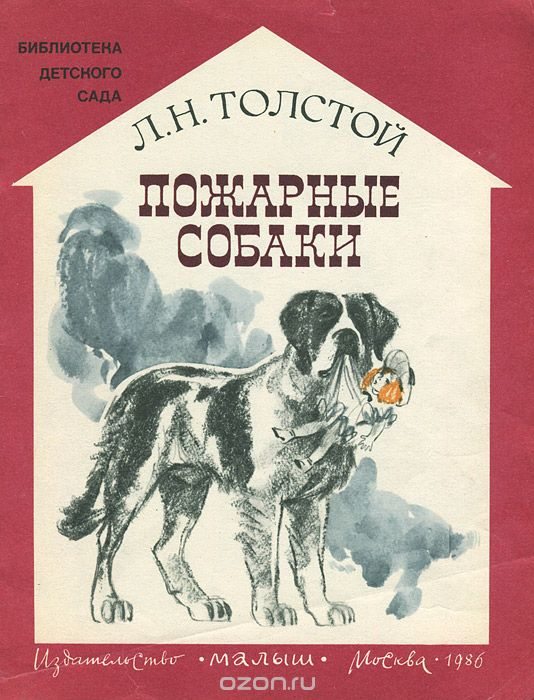 БИБЛИОТЕКА
ДЕТСКОГО
САДА
Л.Н. ТОЛСТОЙ
ПОЖАРНЫЕ
СОБАКИ
Издательство • МАЛЫШ • Москва • 1986
ozon.ru